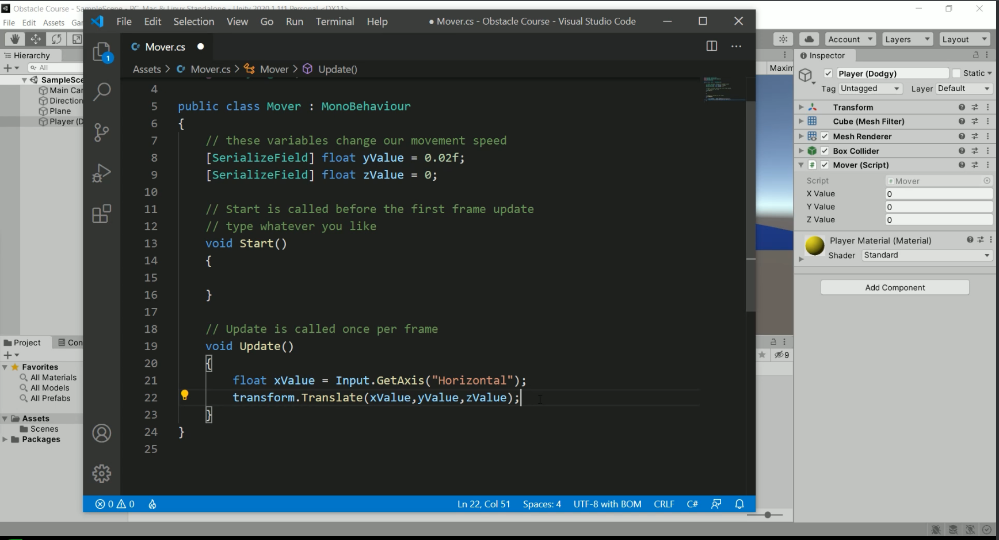 Obstacle Course - SampleScene - PC, Mac & Linux Standalone - Unity 2020.1.1f1 Personal <DX11>
File Edit Assets Gar
File Edit Selection View Go Run Terminal Help
● Mover.cs - Obstacle Course - Visual Studio Code
Account Layers Layout
Mover.cs
1
Assets > Mover.cs > Mover > Update()
Hierarchy
All
SampleSce
Main Car
Direction
Plane
Player (D
4
5 public class Mover : MonoBehaviour
6 {
7 // these variables change our movement speed
8 [SerializeField] float yValue = 0.02f;
9 [SerializeField] float zValue = 0;
10
11 // Start is called before the first frame update
12 // type whatever you like
13 void Start()
14 {
15
16 }
17
18 // Update is called once per frame
19 void Update()
20 {
21 float xValue = Input.GetAxis("Horizontal");
22 transform.Translate(xValue,yValue,zValue);
23 }
24 }
25
0 0
Ln 22, Col 51 Spaces: 4 UTF-8 with BOM CRLF C#
Maxim
9
Inspector
Player (Dodgy) Static
Tag Untagged Layer Default
Transform
Cube (Mesh Filter)
Mesh Renderer
Box Collider
# Mover (Script)
Script # Mover
X Value 0
Y Value 0
Z Value 0
Player Material (Material)
Shader Standard
Add Component
Project Con
Favorites
All Materials
All Models
All Prefabs
Assets
Scenes
Packages